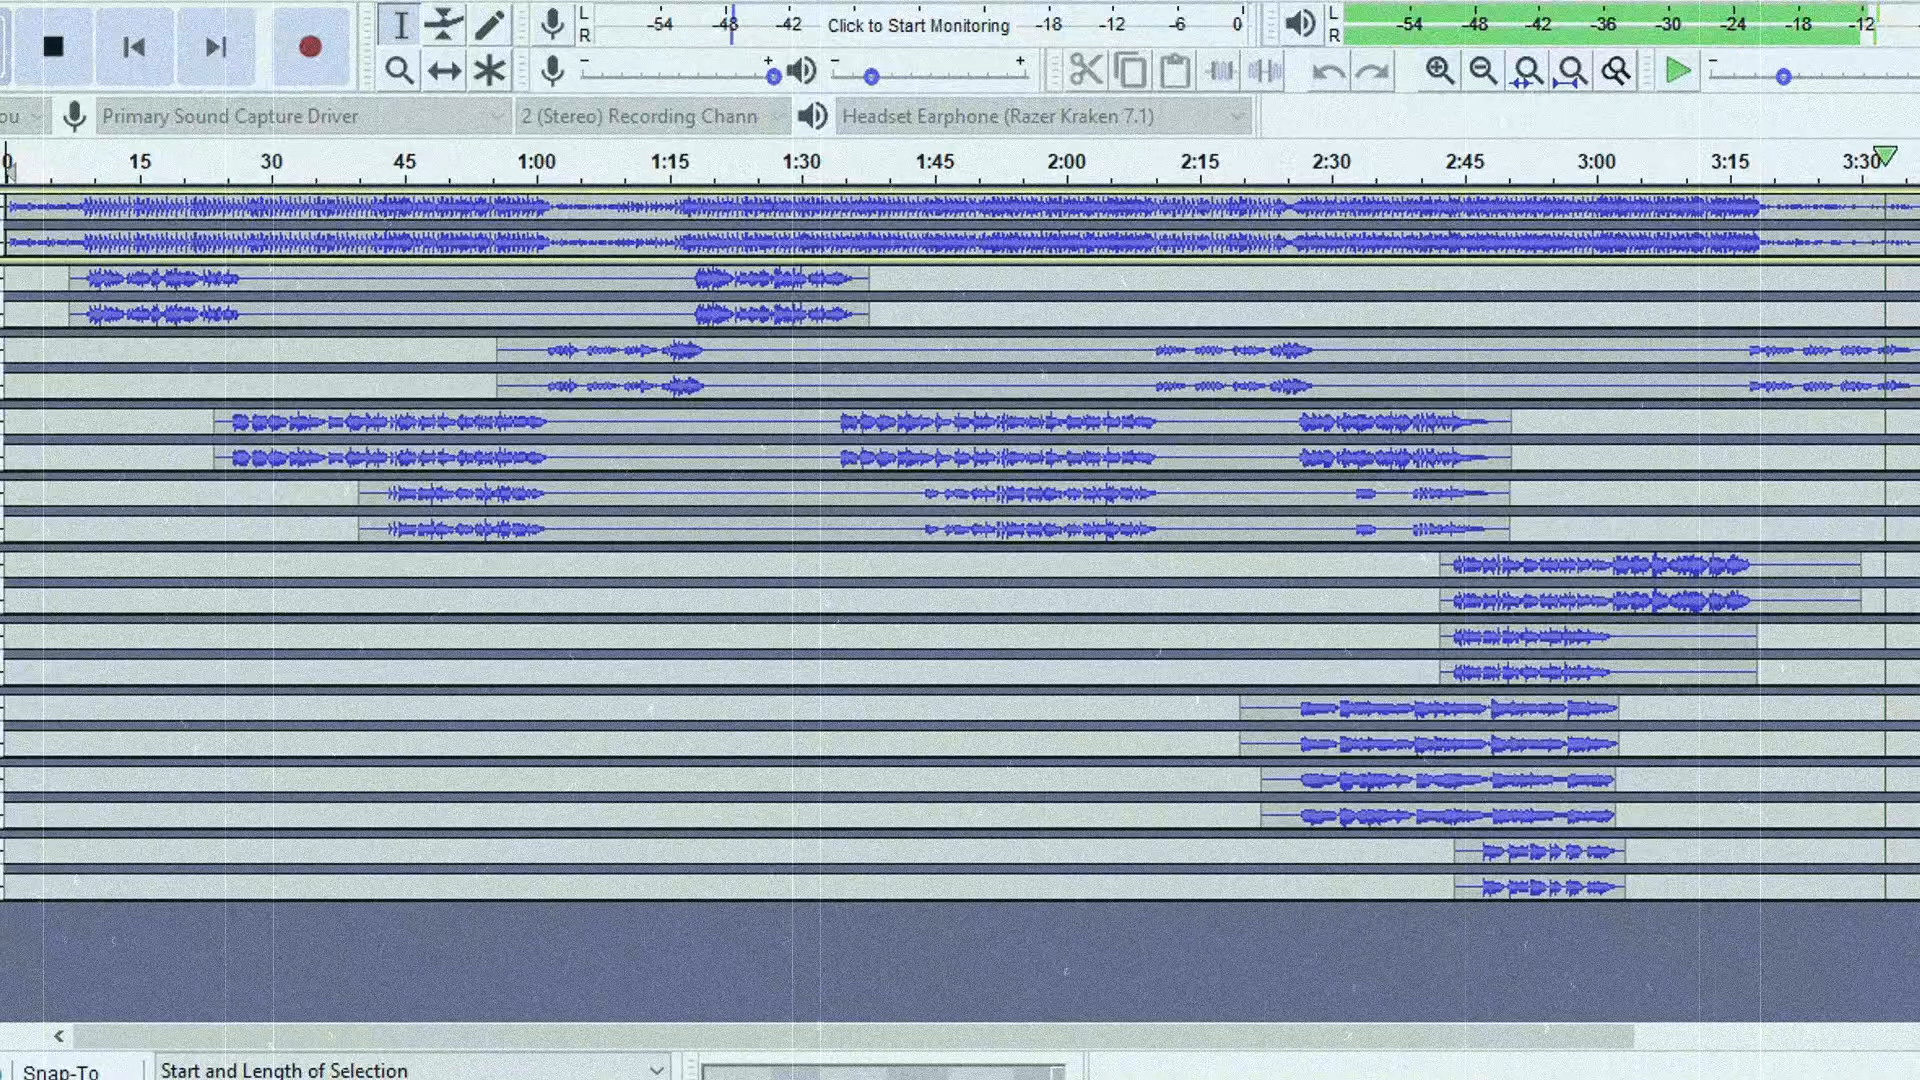 L
R
-54 -48 -42 Click to Start Monitoring -18 -12 -6 0
L
R
-54 -48 -42 -36 -30 -24 -18 -12
- + - + -
ou Primary Sound Capture Driver 2 (Stereo) Recording Chann Headset Earphone (Razer Kraken 7.1)
0 15 30 45 1:00 1:15 1:30 1:45 2:00 2:15 2:30 2:45 3:00 3:15 3:30
Snap-To Start and Length of Selection